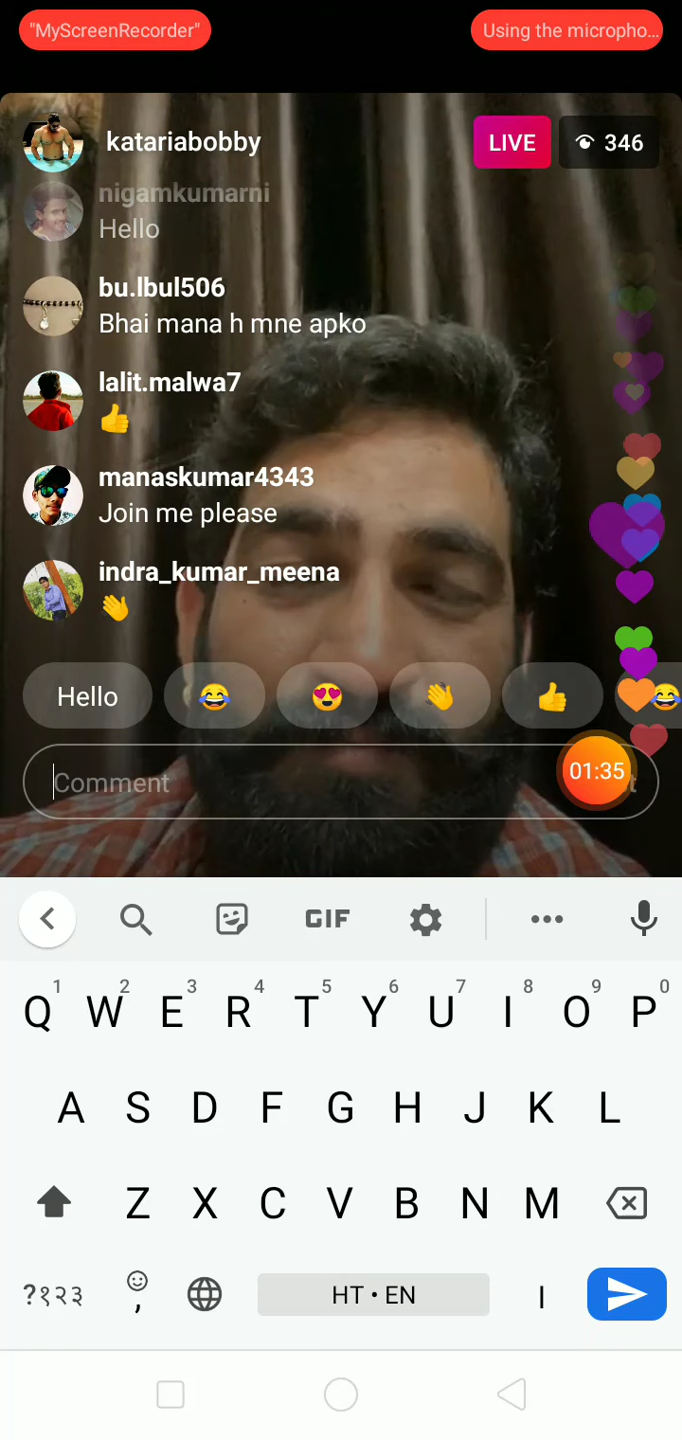 "MyScreenRecorder"
Using the micropho...
katariabobby
LIVE
346
nigamkumarni
Hello
bu.lbul506
Bhai mana h mne apko
lalit.malwa7
👍
manaskumar4343
Join me please
indra_kumar_meena
👋
Hello 😂 😍 👋 👍 😂
Comment
01:35
GIF
1 2 3 4 5 6 7 8 9 0
Q W E R T Y U I O P
A S D F G H J K L
Z X C V B N M
?१२३ , HT • EN ।